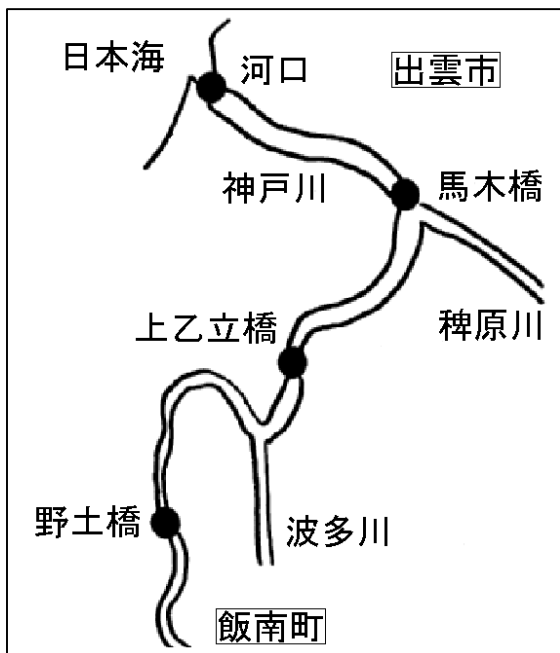 日本海
河口
出雲市
神戸川
馬木橋
稗原川
上乙立橋
野土橋
波多川
飯南町